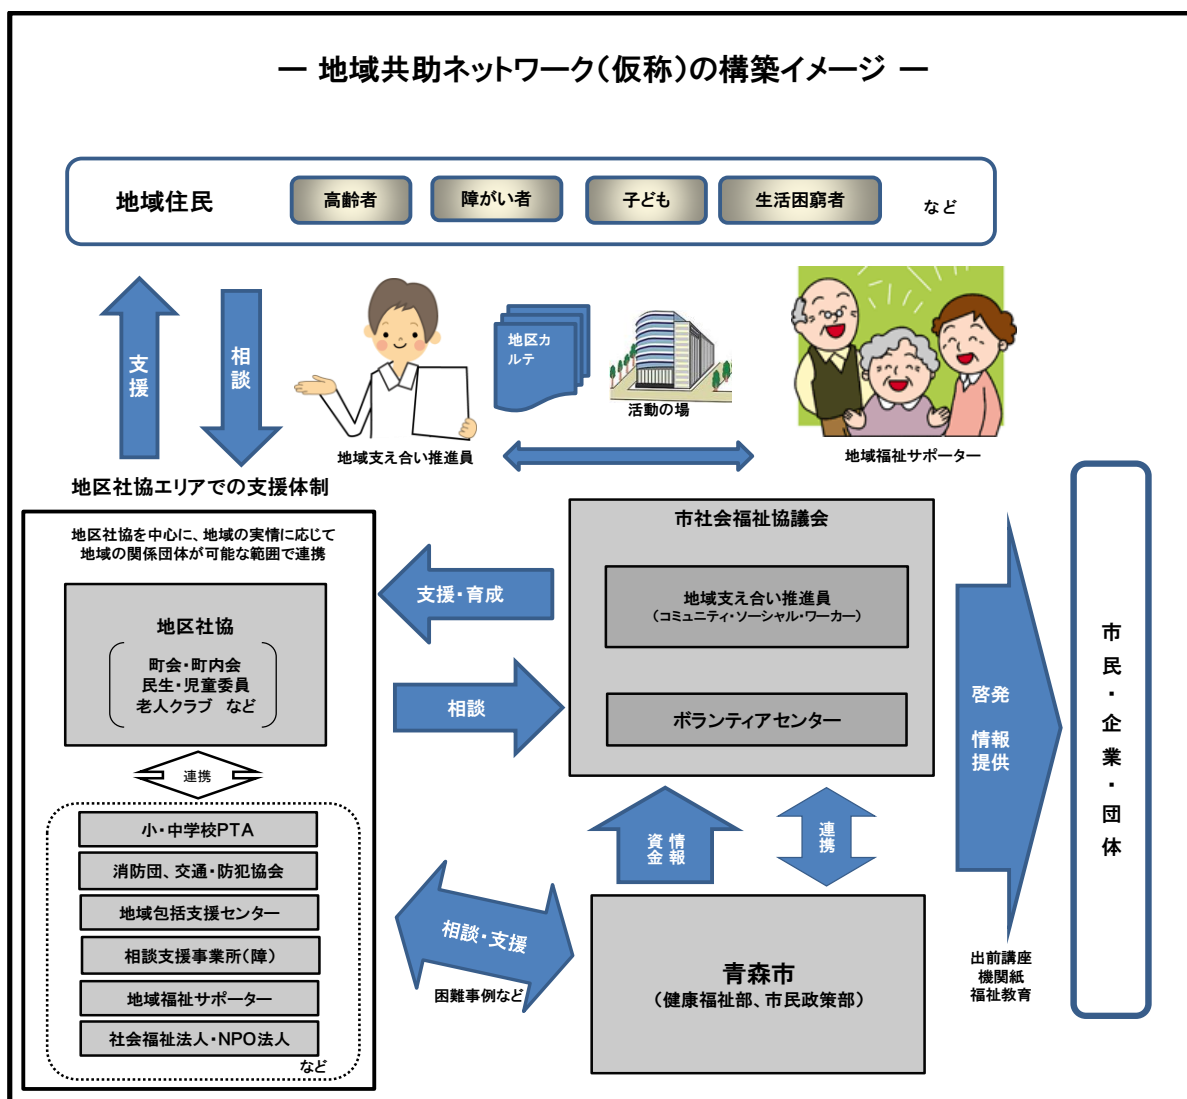 ― 地域共助ネットワーク(仮称)の構築イメージ ―
地域住民
高齢者
障がい者
子ども
生活困窮者
など
支援
相談
地区カ
ルテ
活動の場
地域支え合い推進員
地域福祉サポーター
地区社協エリアでの支援体制
地区社協を中心に、地域の実情に応じて
地域の関係団体が可能な範囲で連携
地区社協
町会・町内会
民生・児童委員
老人クラブ など
連携
小・中学校PTA
消防団、交通・防犯協会
地域包括支援センター
相談支援事業所(障)
地域福祉サポーター
社会福祉法人・NPO法人
など
支援・育成
相談
市社会福祉協議会
地域支え合い推進員
(コミュニティ・ソーシャル・ワーカー)
ボランティアセンター
情報
資金
連携
相談・支援
困難事例など
青森市
(健康福祉部、市民政策部)
啓発
情報
提供
出前講座
機関紙
福祉教育
市民・企業・団体